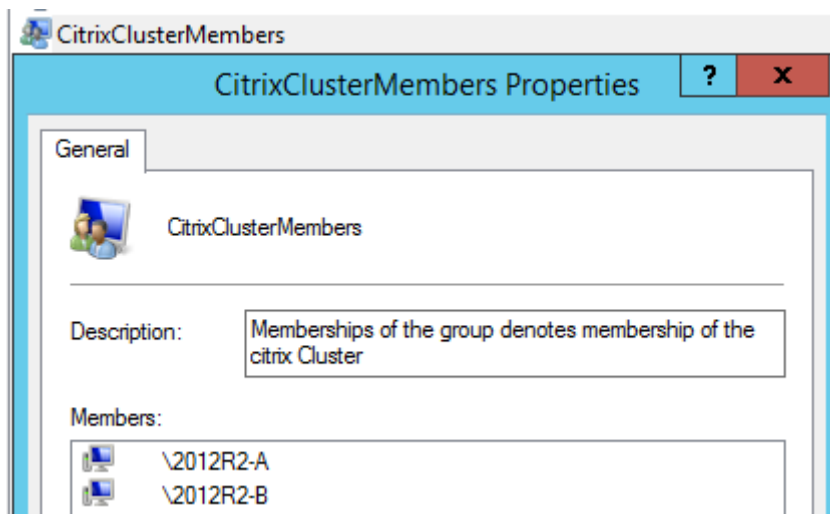 CitrixClusterMembers
CitrixClusterMembers Properties
?
x
General
CitrixClusterMembers
Description:
Memberships of the group denotes membership of the
citrix Cluster
Members:
\2012R2-A
\2012R2-B